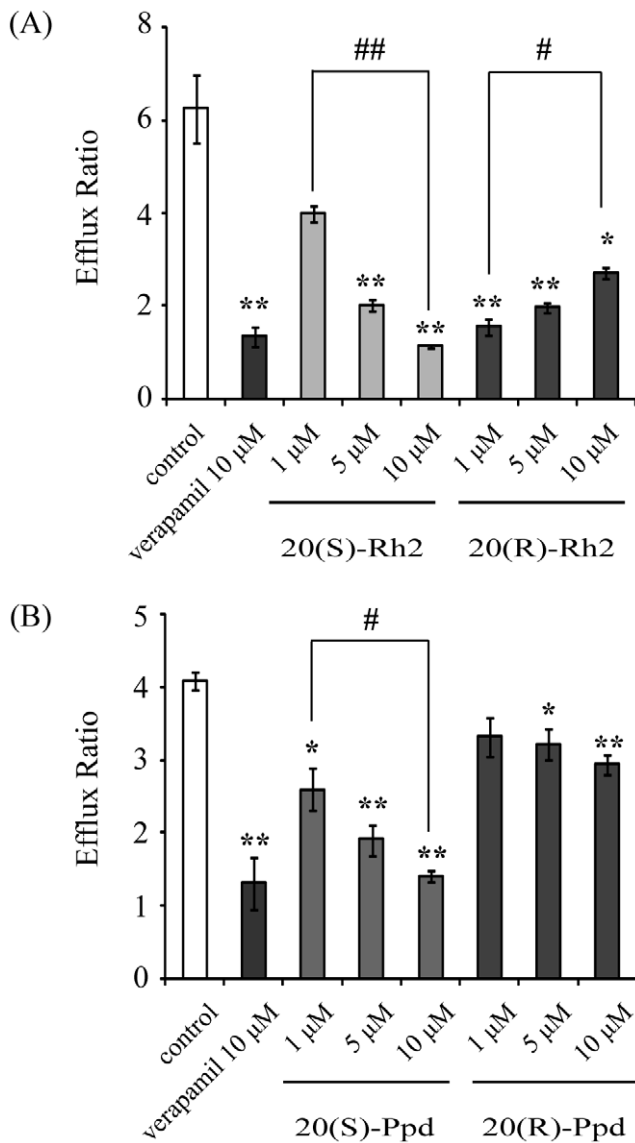 (A)
Efflux Ratio
8
6
4
2
0
## #
** ** ** ** ** *
control
verapamil 10 μM
1 μM
5 μM
10 μM
1 μM
5 μM
10 μM
20(S)-Rh2 20(R)-Rh2
(B)
Efflux Ratio
5
4
3
2
1
0
#
** * ** ** * **
control
verapamil 10 μM
1 μM
5 μM
10 μM
1 μM
5 μM
10 μM
20(S)-Ppd 20(R)-Ppd